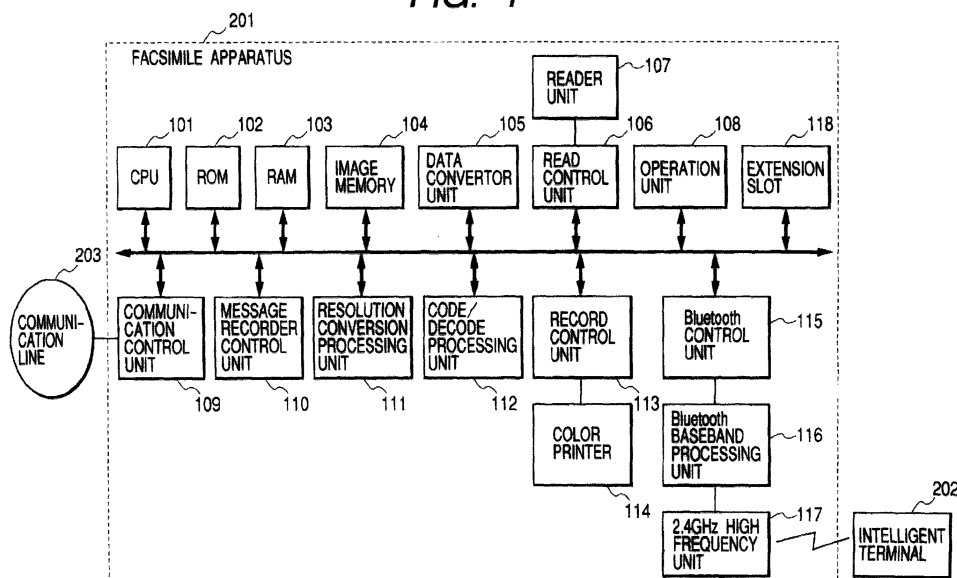 FIG. 1
201
FACSIMILE APPARATUS
READER
UNIT
107
101
102
103
104
105
106
108
118
CPU
ROM
RAM
IMAGE
MEMORY
DATA
CONVERTOR
UNIT
READ
CONTROL
UNIT
OPERATION
UNIT
EXTENSION
SLOT
203
COMMUNI-
CATION
LINE
COMMUNI-
CATION
CONTROL
UNIT
MESSAGE
RECORDER
CONTROL
UNIT
RESOLUTION
CONVERSION
PROCESSING
UNIT
CODE/
DECODE
PROCESSING
UNIT
RECORD
CONTROL
UNIT
Bluetooth
CONTROL
UNIT
115
109
110
111
112
113
COLOR
PRINTER
114
Bluetooth
BASEBAND
PROCESSING
UNIT
116
2.4GHz HIGH
FREQUENCY
UNIT
117
202
INTELLIGENT
TERMINAL